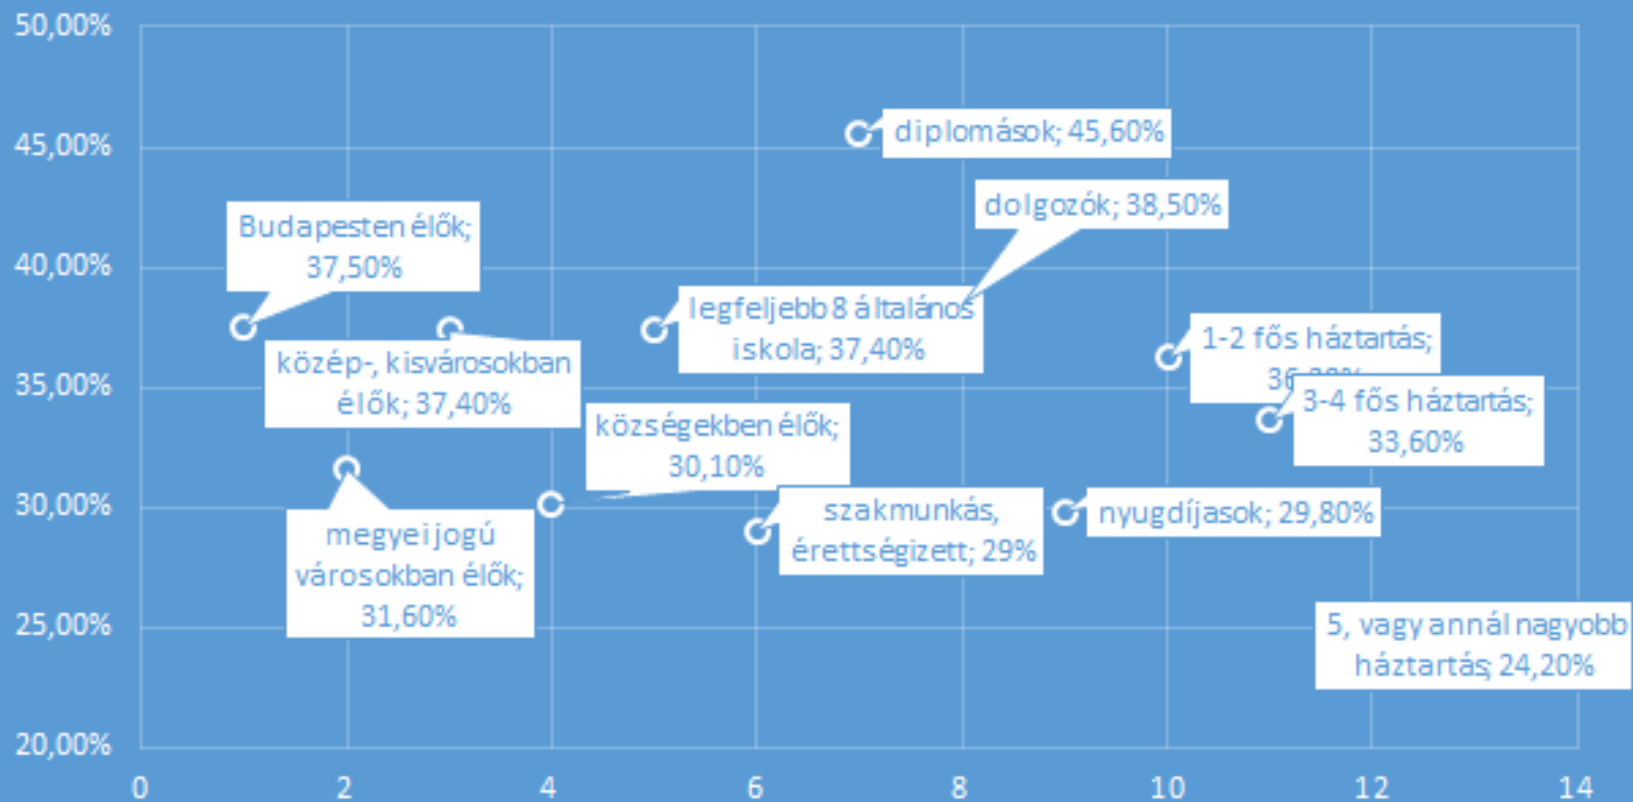 50,00%
45,00%
40,00%
35,00%
30,00%
25,00%
20,00%
0
2
4
6
8
10
12
14
Budapesten élők;
37,50%
megyei jogú
városokban élők;
31,60%
közép-, kisvárosokban
élők; 37,40%
községekben élők;
30,10%
legfeljebb 8 általános
iskola; 37,40%
szakmunkás,
érettségizett; 29%
diplomások; 45,60%
dolgozók; 38,50%
nyugdíjasok; 29,80%
1-2 fős háztartás;
3-4 fős háztartás;
33,60%
5, vagy annál nagyobb
háztartás; 24,20%